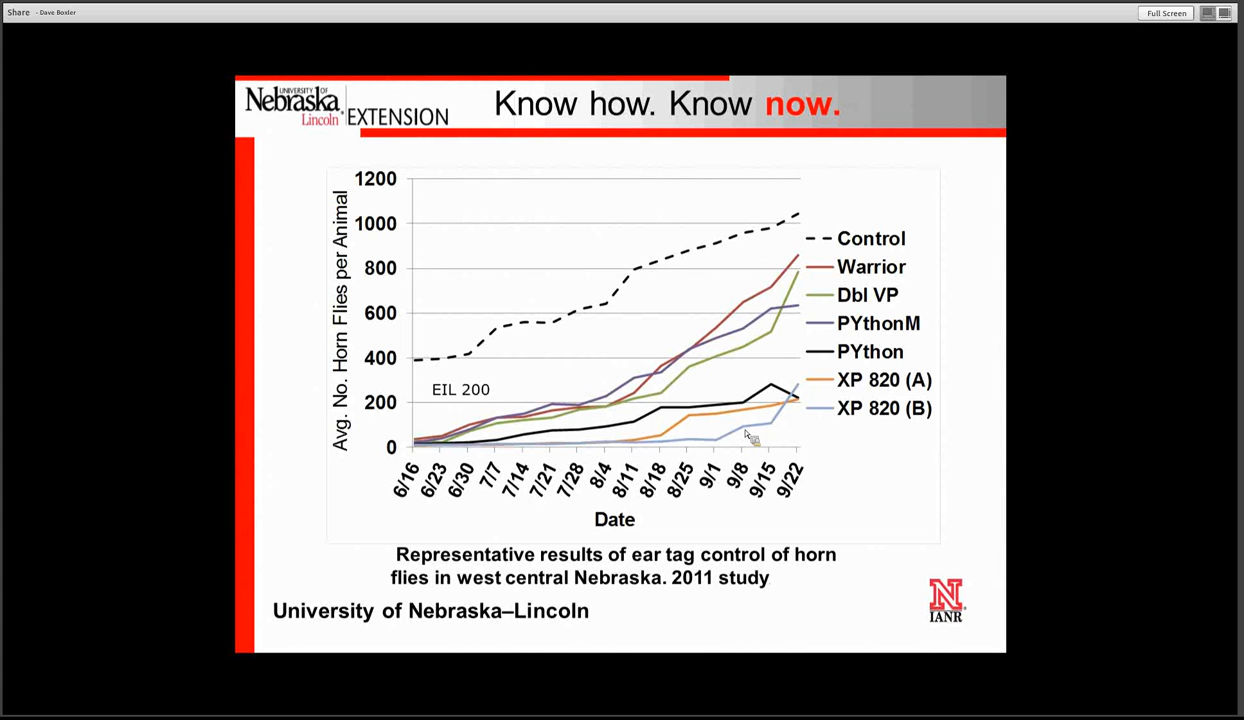 Share - Dave Boxler
Full Screen
UNIVERSITY OF
Nebraska
Lincoln
EXTENSION
Know how. Know now.
Avg. No. Horn Flies per Animal
1200
1000
800
600
400
200
0
EIL 200
6/16
6/23
6/30
7/7
7/14
7/21
7/28
8/4
8/11
8/18
8/25
9/1
9/8
9/15
9/22
Date
Control
Warrior
Dbl VP
PYthonM
PYthon
XP 820 (A)
XP 820 (B)
Representative results of ear tag control of horn
flies in west central Nebraska. 2011 study
University of Nebraska–Lincoln
N
IANR